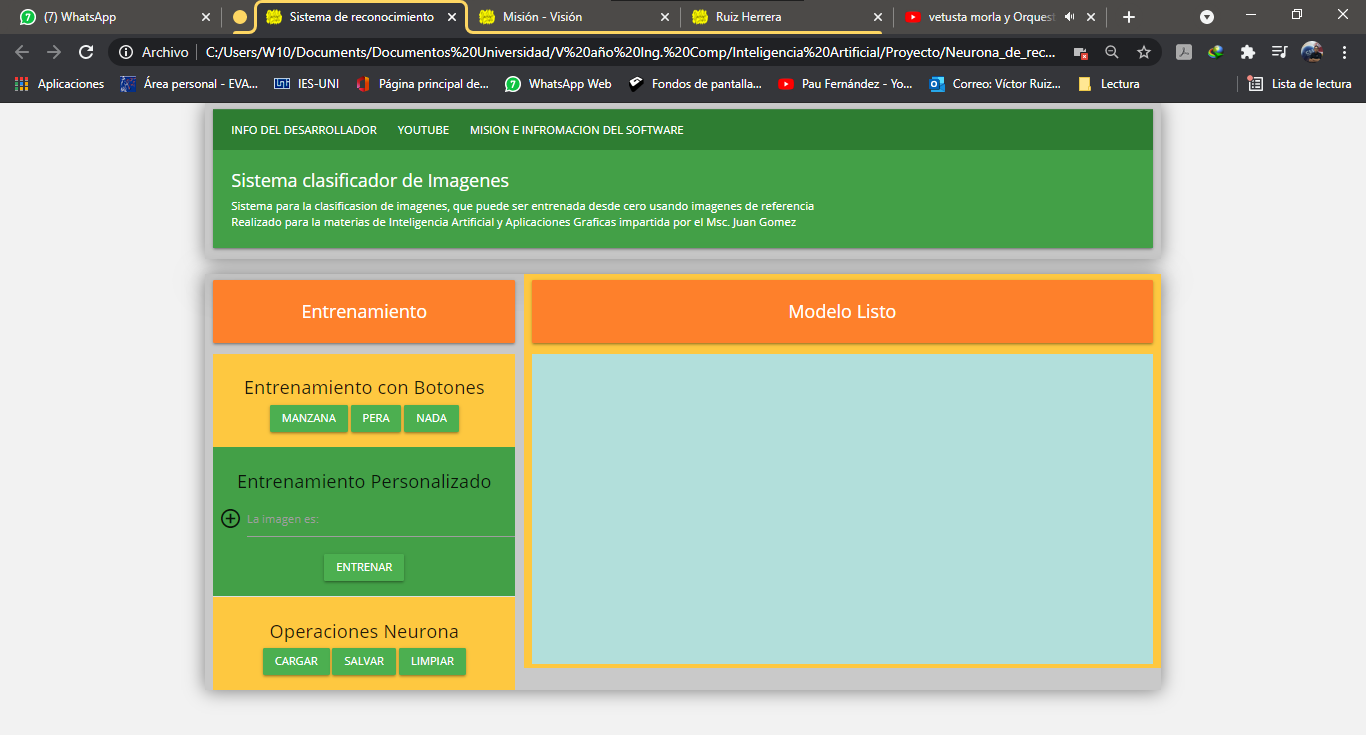 (7) WhatsApp
Sistema de reconocimiento
Misión - Visión
Ruiz Herrera
vetusta morla y Orquest
Archivo
C:/Users/W10/Documents/Documentos%20Universidad/V%20año%20Ing.%20Comp/Inteligencia%20Artificial/Proyecto/Neurona_de_rec...
Aplicaciones
Área personal - EVA...
IES-UNI
Página principal de...
7
WhatsApp Web
Fondos de pantalla...
Pau Fernández - Yo...
Correo: Víctor Ruiz...
Lectura
Lista de lectura
INFO DEL DESARROLLADOR
YOUTUBE
MISION E INFROMACION DEL SOFTWARE
Sistema clasificador de Imagenes
Sistema para la clasificasion de imagenes, que puede ser entrenada desde cero usando imagenes de referencia
Realizado para la materias de Inteligencia Artificial y Aplicaciones Graficas impartida por el Msc. Juan Gomez
Entrenamiento
Modelo Listo
Entrenamiento con Botones
MANZANA
PERA
NADA
Entrenamiento Personalizado
La imagen es:
ENTRENAR
Operaciones Neurona
CARGAR
SALVAR
LIMPIAR